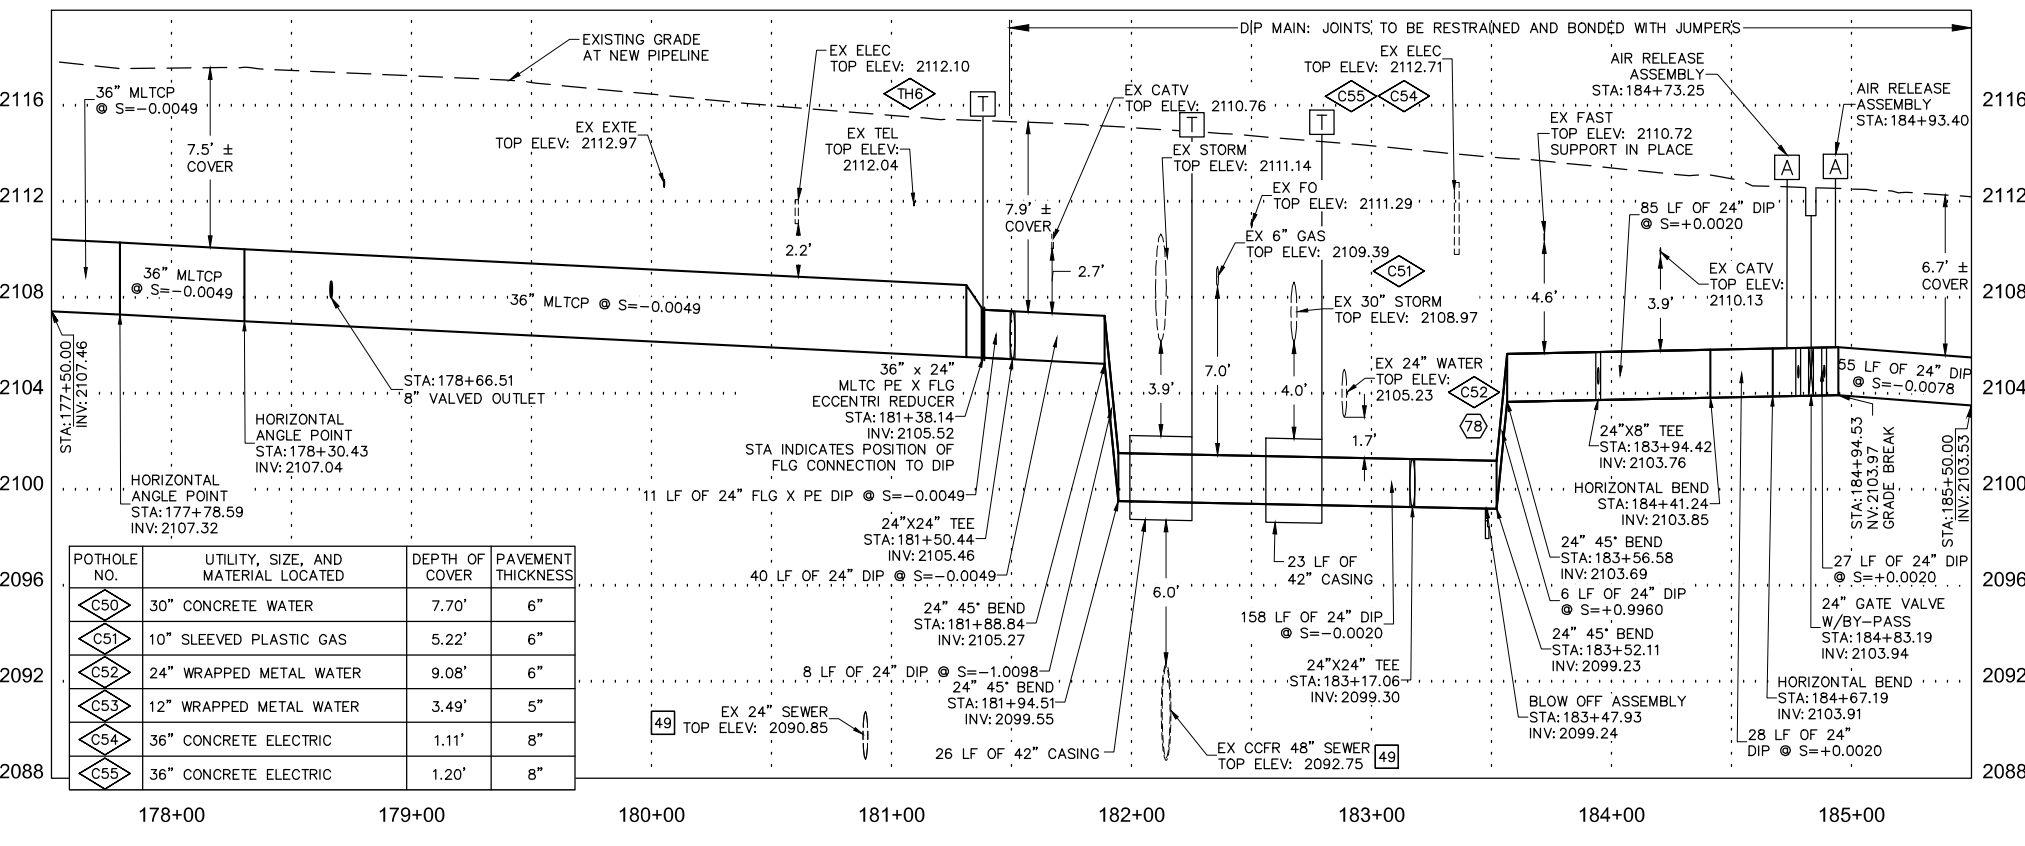 DIP MAIN: JOINTS TO BE RESTRAINED AND BONDED WITH JUMPERS
EXISTING GRADE
AT NEW PIPELINE
36" MLTCP
@ S=-0.0049
7.5' ±
COVER
36" MLTCP
@ S=-0.0049
36" MLTCP @ S=-0.0049
EX EXTE
TOP ELEV: 2112.97
EX ELEC
TOP ELEV: 2112.10
TH6
EX TEL
TOP ELEV:
2112.04
2.2'
T
7.9' ±
COVER
EX CATV
TOP ELEV: 2110.76
2.7'
T
EX STORM
TOP ELEV: 2111.14
EX FO
TOP ELEV: 2111.29
EX 6" GAS
TOP ELEV: 2109.39
T
EX ELEC
TOP ELEV: 2112.71
C55
C54
C51
EX 30" STORM
TOP ELEV: 2108.97
EX 24" WATER
TOP ELEV:
2105.23
C52
78
3.9'
7.0'
4.0'
1.7'
EX FAST
TOP ELEV: 2110.72
SUPPORT IN PLACE
AIR RELEASE
ASSEMBLY
STA:184+73.25
AIR RELEASE
ASSEMBLY
STA:184+93.40
A
A
85 LF OF 24" DIP
@ S=+0.0020
EX CATV
TOP ELEV:
2110.13
4.6'
3.9'
6.7' ±
COVER
55 LF OF 24" DIP
@ S=-0.0078
STA:177+50.00
INV:2107.46
HORIZONTAL
ANGLE POINT
STA:177+78.59
INV:2107.32
HORIZONTAL
ANGLE POINT
STA:178+30.43
INV:2107.04
STA:178+66.51
8" VALVED OUTLET
36" x 24"
MLTC PE X FLG
ECCENTRI REDUCER
STA:181+38.14
INV:2105.52
STA INDICATES POSITION OF
FLG CONNECTION TO DIP
11 LF OF 24" FLG X PE DIP @ S=-0.0049
24"X24" TEE
STA:181+50.44
INV:2105.46
40 LF OF 24" DIP @ S=-0.0049
24" 45° BEND
STA:181+88.84
INV:2105.27
8 LF OF 24" DIP @ S=-1.0098
24" 45° BEND
STA:181+94.51
INV:2099.55
26 LF OF 42" CASING
6.0'
49
EX 24" SEWER
TOP ELEV: 2090.85
EX CCFR 48" SEWER
TOP ELEV: 2092.75
49
23 LF OF
42" CASING
158 LF OF 24" DIP
@ S=-0.0020
24"X24" TEE
STA:183+17.06
INV:2099.30
BLOW OFF ASSEMBLY
STA:183+47.93
INV:2099.24
24" 45° BEND
STA:183+52.11
INV:2099.23
6 LF OF 24" DIP
@ S=+0.9960
24" 45° BEND
STA:183+56.58
INV:2103.69
24"X8" TEE
STA:183+94.42
INV:2103.76
HORIZONTAL BEND
STA:184+41.24
INV:2103.85
28 LF OF 24"
DIP @ S=+0.0020
HORIZONTAL BEND
STA:184+67.19
INV:2103.91
24" GATE VALVE
W/BY-PASS
STA:184+83.19
INV:2103.94
27 LF OF 24" DIP
@ S=+0.0020
STA:184+94.53
NV:2103.97
GRADE BREAK
STA:185+50.00
INV:2103.53
POTHOLE NO. UTILITY, SIZE, AND MATERIAL LOCATED DEPTH OF COVER PAVEMENT THICKNESS
C50 30" CONCRETE WATER 7.70' 6"
C51 10" SLEEVED PLASTIC GAS 5.22' 6"
C52 24" WRAPPED METAL WATER 9.08' 6"
C53 12" WRAPPED METAL WATER 3.49' 5"
C54 36" CONCRETE ELECTRIC 1.11' 8"
C55 36" CONCRETE ELECTRIC 1.20' 8"
2116
2112
2108
2104
2100
2096
2092
2088
2116
2112
2108
2104
2100
2096
2092
2088
178+00
179+00
180+00
181+00
182+00
183+00
184+00
185+00